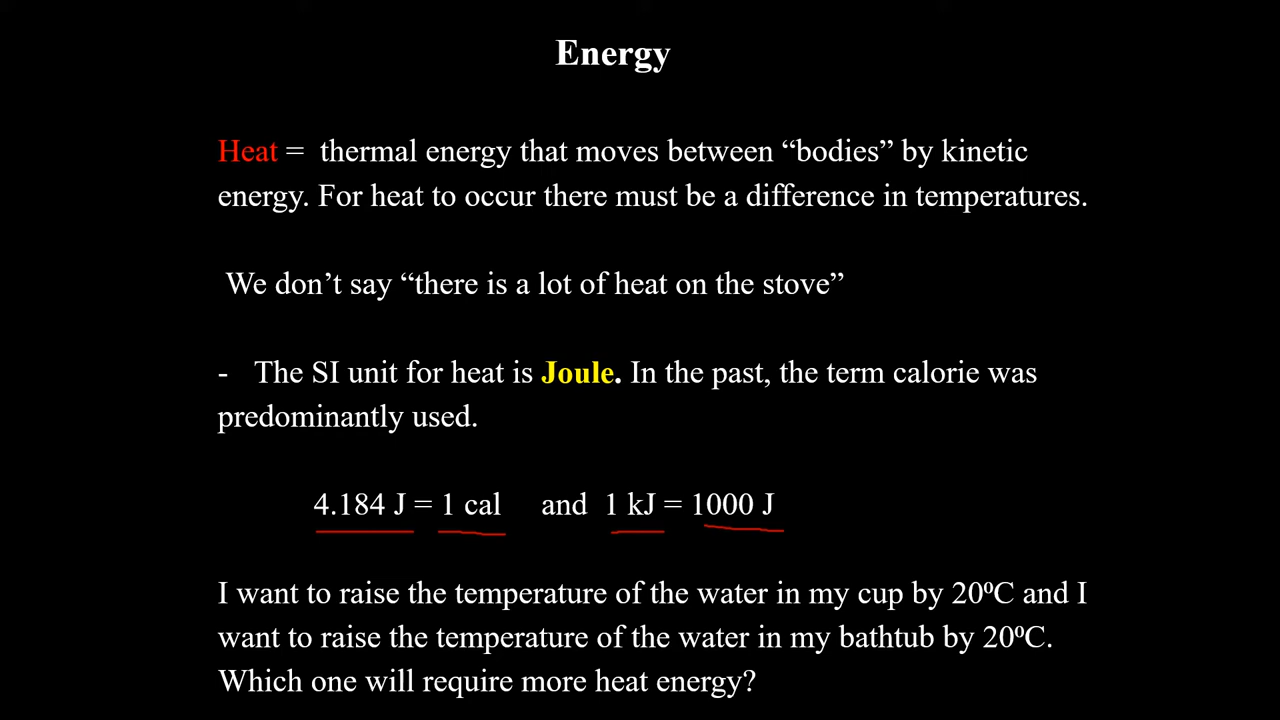 Energy
Heat = thermal energy that moves between “bodies” by kinetic
energy. For heat to occur there must be a difference in temperatures.
We don’t say “there is a lot of heat on the stove”
- The SI unit for heat is Joule. In the past, the term calorie was
predominantly used.
4.184 J = 1 cal and 1 kJ = 1000 J
I want to raise the temperature of the water in my cup by 20⁰C and I
want to raise the temperature of the water in my bathtub by 20⁰C.
Which one will require more heat energy?